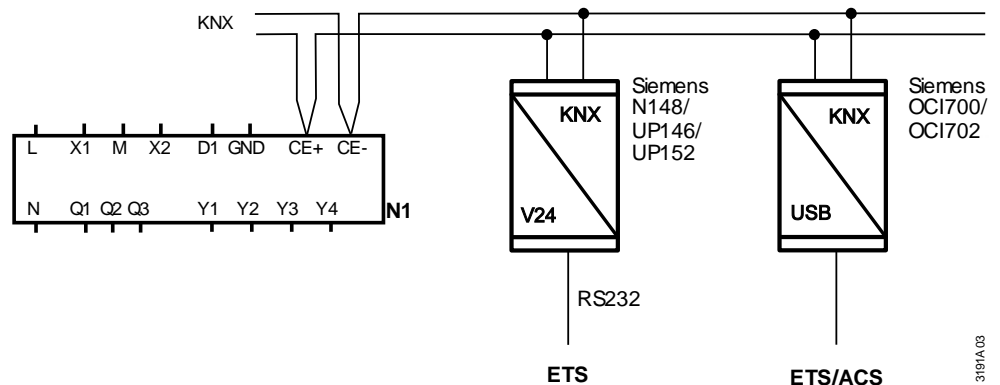 KNX
Siemens
N148/
UP146/
UP152
Siemens
OCI700/
OCI702
KNX
KNX
L X1 M X2 D1 GND CE+ CE-
N Q1 Q2 Q3 Y1 Y2 Y3 Y4 N1
V24
USB
RS232
ETS
ETS/ACS
3191A03